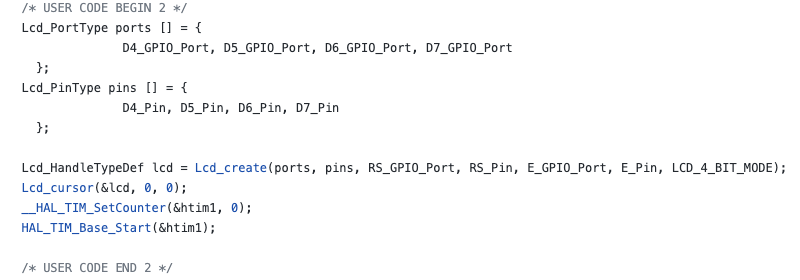 /* USER CODE BEGIN 2 */
Lcd_PortType ports [] = {
D4_GPIO_Port, D5_GPIO_Port, D6_GPIO_Port, D7_GPIO_Port
};
Lcd_PinType pins [] = {
D4_Pin, D5_Pin, D6_Pin, D7_Pin
};
Lcd_HandleTypeDef lcd = Lcd_create(ports, pins, RS_GPIO_Port, RS_Pin, E_GPIO_Port, E_Pin, LCD_4_BIT_MODE);
Lcd_cursor(&lcd, 0, 0);
__HAL_TIM_SetCounter(&htim1, 0);
HAL_TIM_Base_Start(&htim1);
/* USER CODE END 2 */